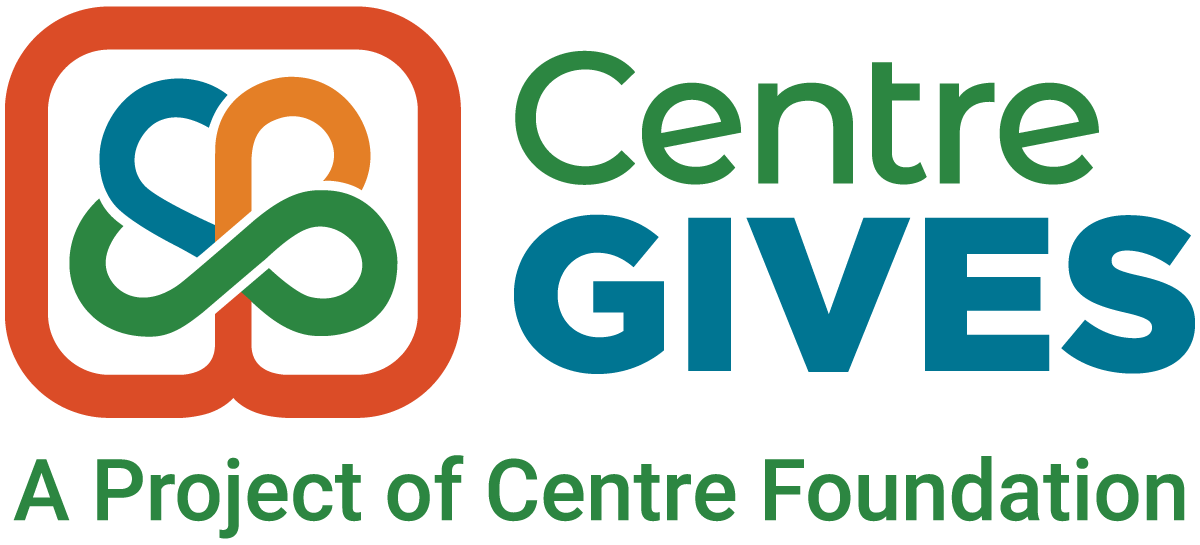 Centre
GIVES
A Project of Centre Foundation